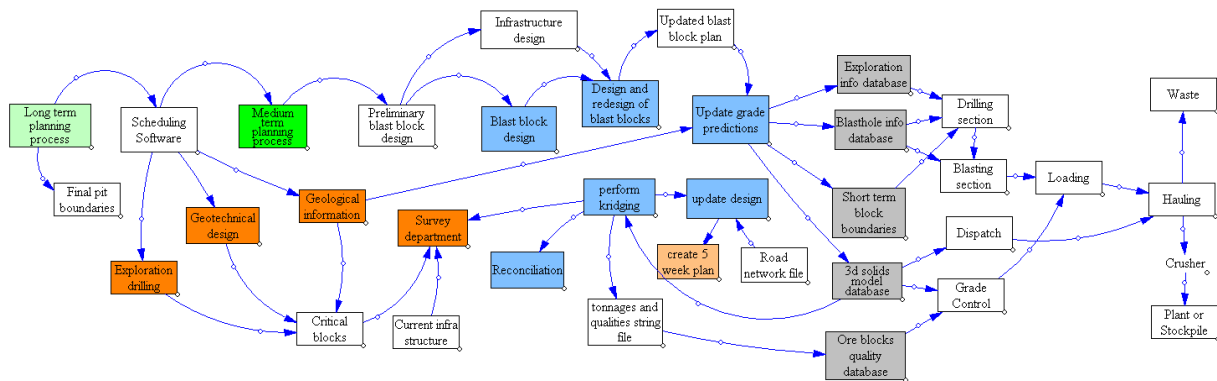 Long term
planning
process
Final pit
boundaries
Scheduling
Software
Medium
term
planning
process
Preliminary
blast block
design
Infrastructure
design
Blast block
design
Design and
redesign of
blast blocks
Updated blast
block plan
Update grade
predictions
Exploration
info database
Blasthole info
database
Short term
block
boundaries
3d solids
model
database
Drilling
section
Blasting
section
Loading
Hauling
Waste
Crusher
Plant or
Stockpile
Dispatch
Grade
Control
Ore blocks
quality
database
Geological
information
Geotechnical
design
Exploration
drilling
Critical
blocks
Survey
department
Current infra
structure
perform
kridging
update design
Reconciliation
create 5
week plan
Road
network file
tonnages and
qualities string
file